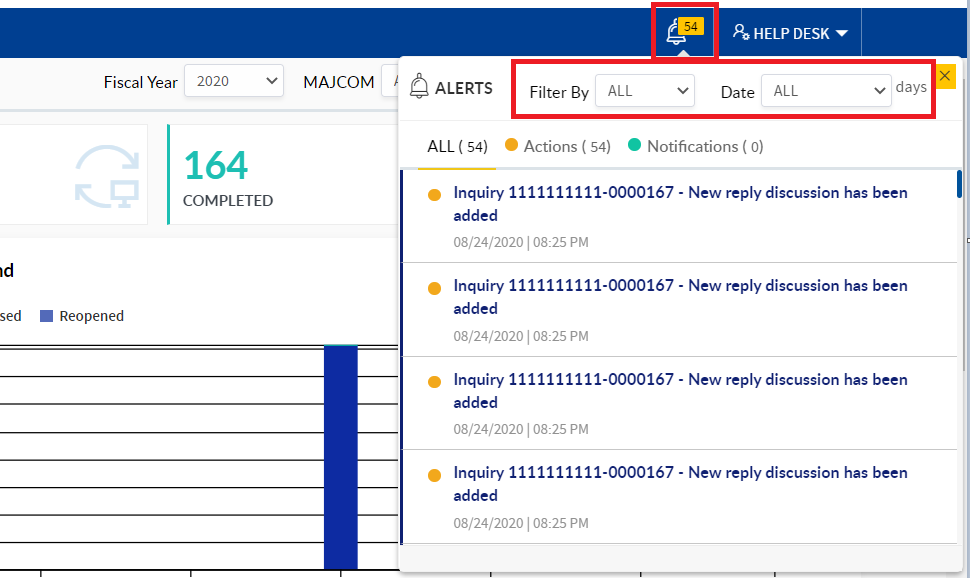 54
HELP DESK
Fiscal Year 2020 MAJCOM
ALERTS
Filter By ALL Date ALL days
ALL ( 54) Actions ( 54) Notifications ( 0)
164
COMPLETED
Inquiry 1111111111-0000167 - New reply discussion has been
added
08/24/2020 | 08:25 PM
Inquiry 1111111111-0000167 - New reply discussion has been
added
08/24/2020 | 08:25 PM
Inquiry 1111111111-0000167 - New reply discussion has been
added
08/24/2020 | 08:25 PM
Inquiry 1111111111-0000167 - New reply discussion has been
added
08/24/2020 | 08:25 PM
nd
sed Reopened